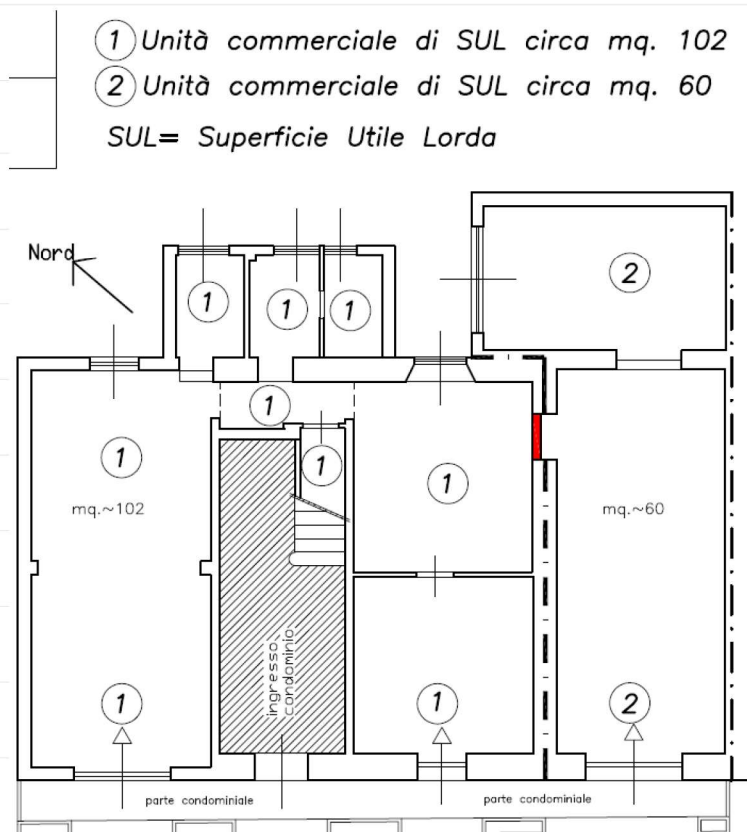 1 Unità commerciale di SUL circa mq. 102
2 Unità commerciale di SUL circa mq. 60
SUL= Superficie Utile Lorda
Nord
2
1
1
1
1
1
1
1
mq.~102
mq.~60
ingresso
condominio
1
1
2
parte condominiale
parte condominiale